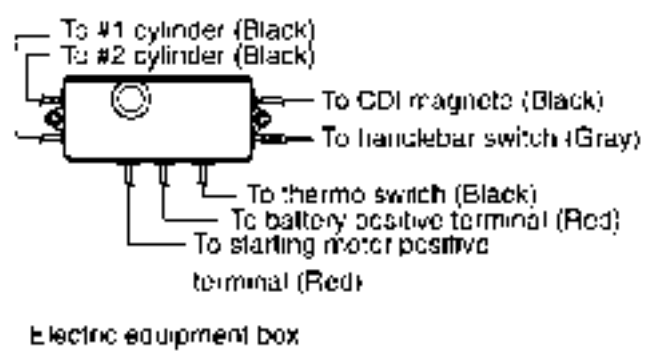 To #1 cylinder (Black)
To #2 cylinder (Black)
To CDI magneto (Black)
To handlebar switch (Gray)
To thermo switch (Black)
To battery positive terminal (Red)
To starting motor positive
terminal (Red)
Electric equipment box